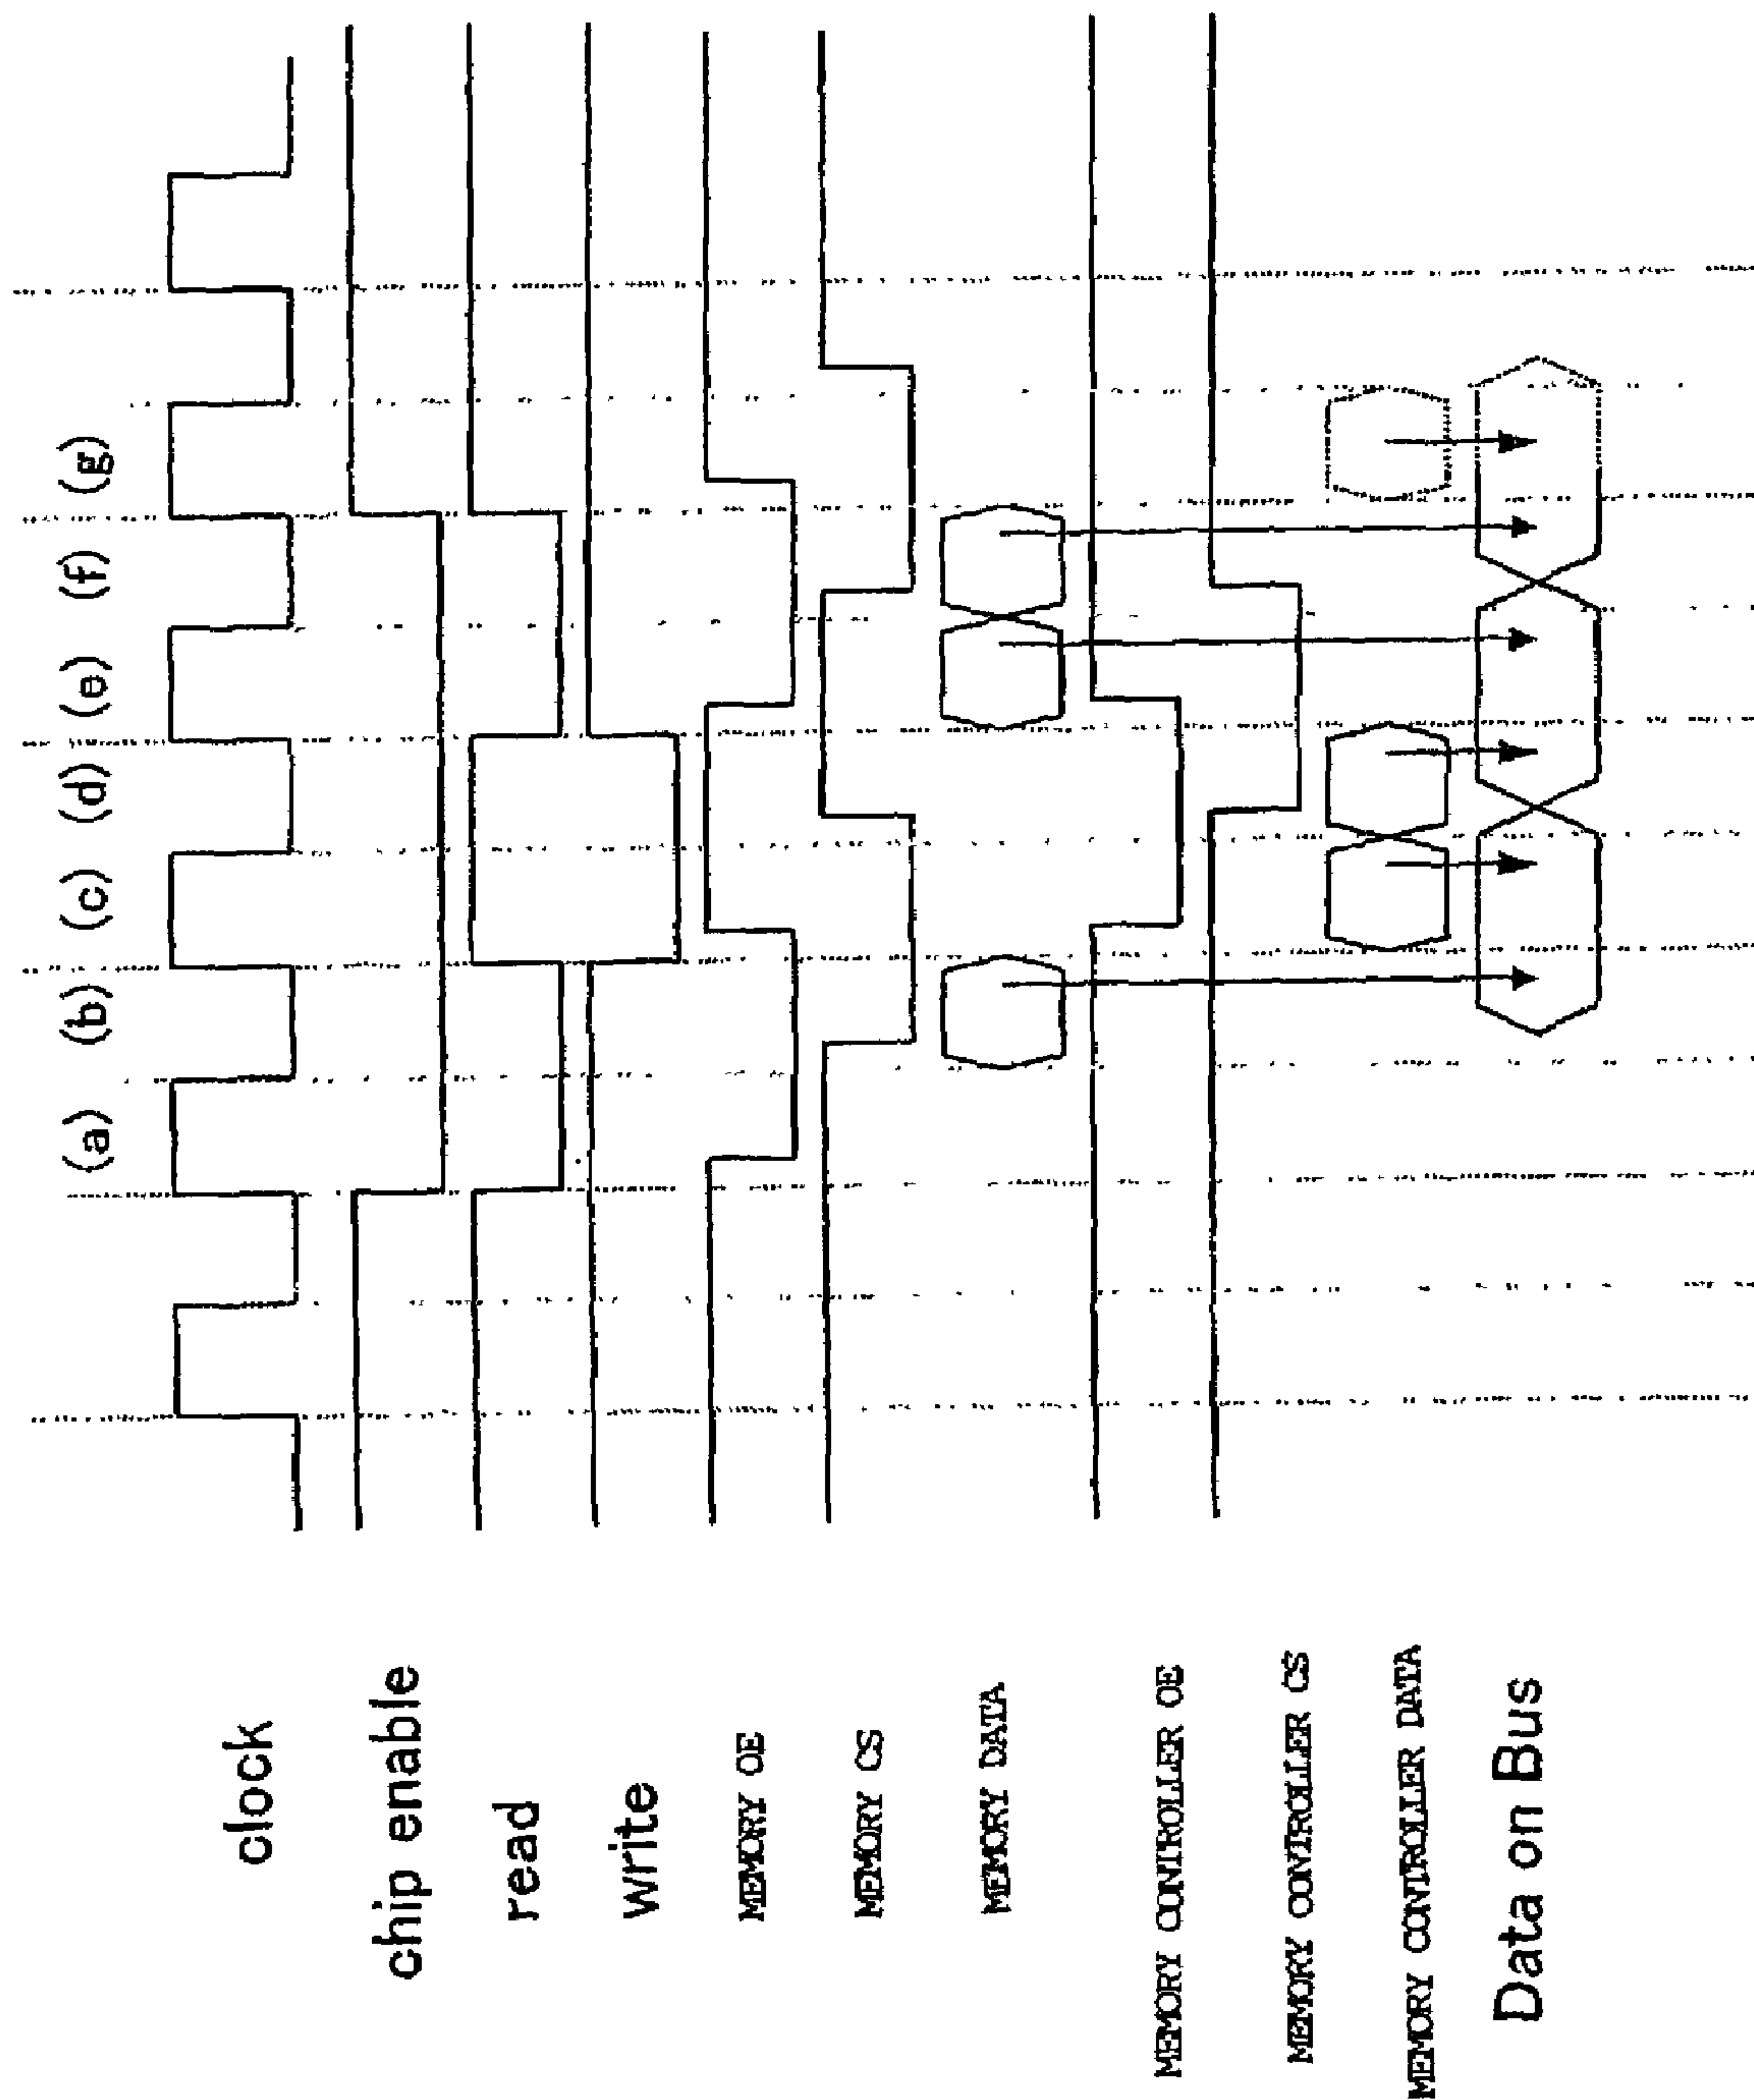 (a) (b) (c) (d) (e) (f) (g)
clock
chip enable
read
write
MEMORY OE
MEMORY CS
MEMORY DATA
MEMORY CONTROLLER OE
MEMORY CONTROLLER CS
MEMORY CONTROLLER DATA
Data on Bus